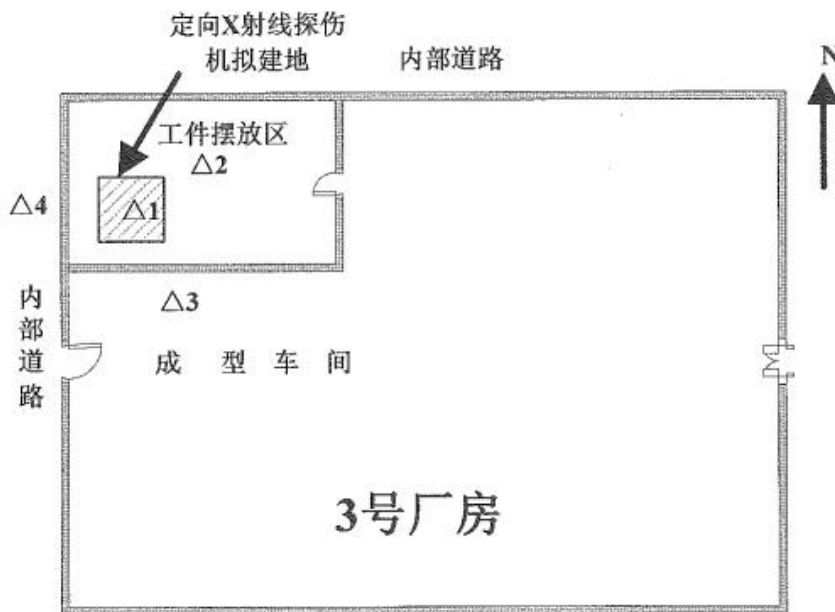 定向X射线探伤
机拟建地
内部道路
N
工件摆放区
△2
△4
△1
△3
内部道路
成型车间
3号厂房